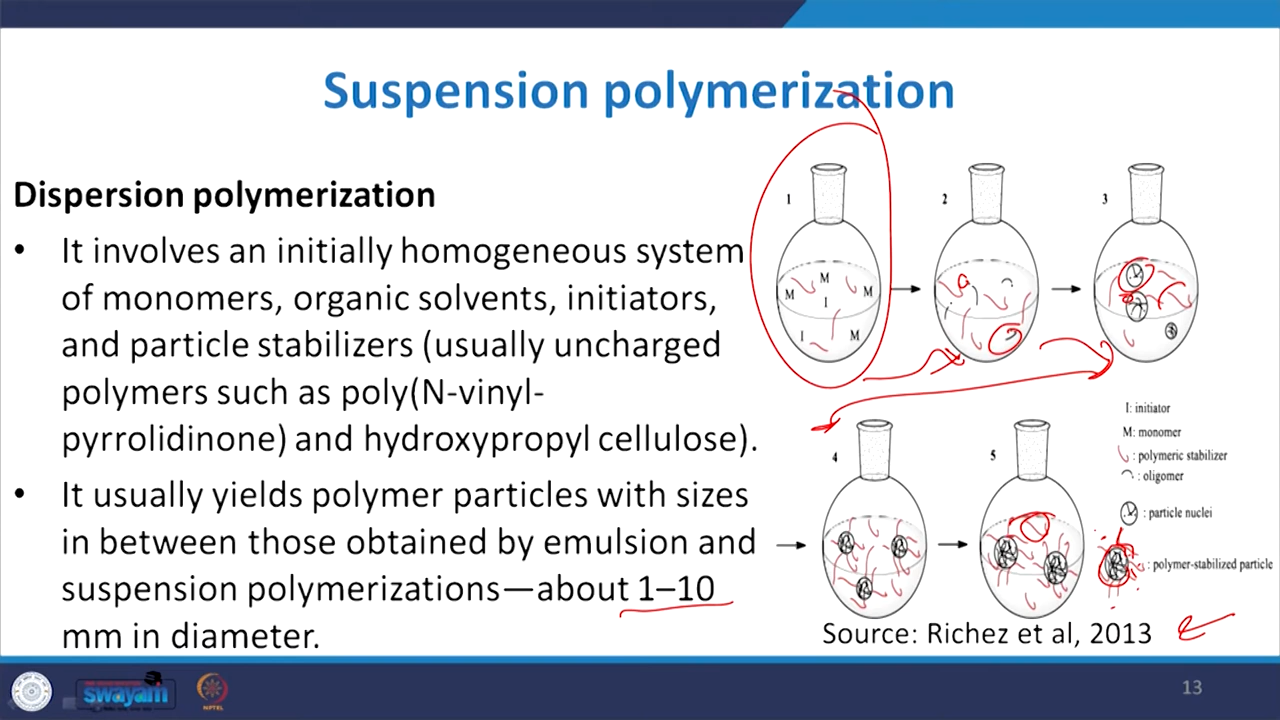 Suspension polymerization
Dispersion polymerization
• It involves an initially homogeneous system
of monomers, organic solvents, initiators,
and particle stabilizers (usually uncharged
polymers such as poly(N-vinyl-
pyrrolidinone) and hydroxypropyl cellulose).
• It usually yields polymer particles with sizes
in between those obtained by emulsion and
suspension polymerizations—about 1–10
mm in diameter.
1
2
3
M
M
M
I
I
M
4
5
I: initiator
M: monomer
: polymeric stabilizer
: oligomer
: particle nuclei
: polymer-stabilized particle
Source: Richez et al, 2013
swayam
NPTEL
13